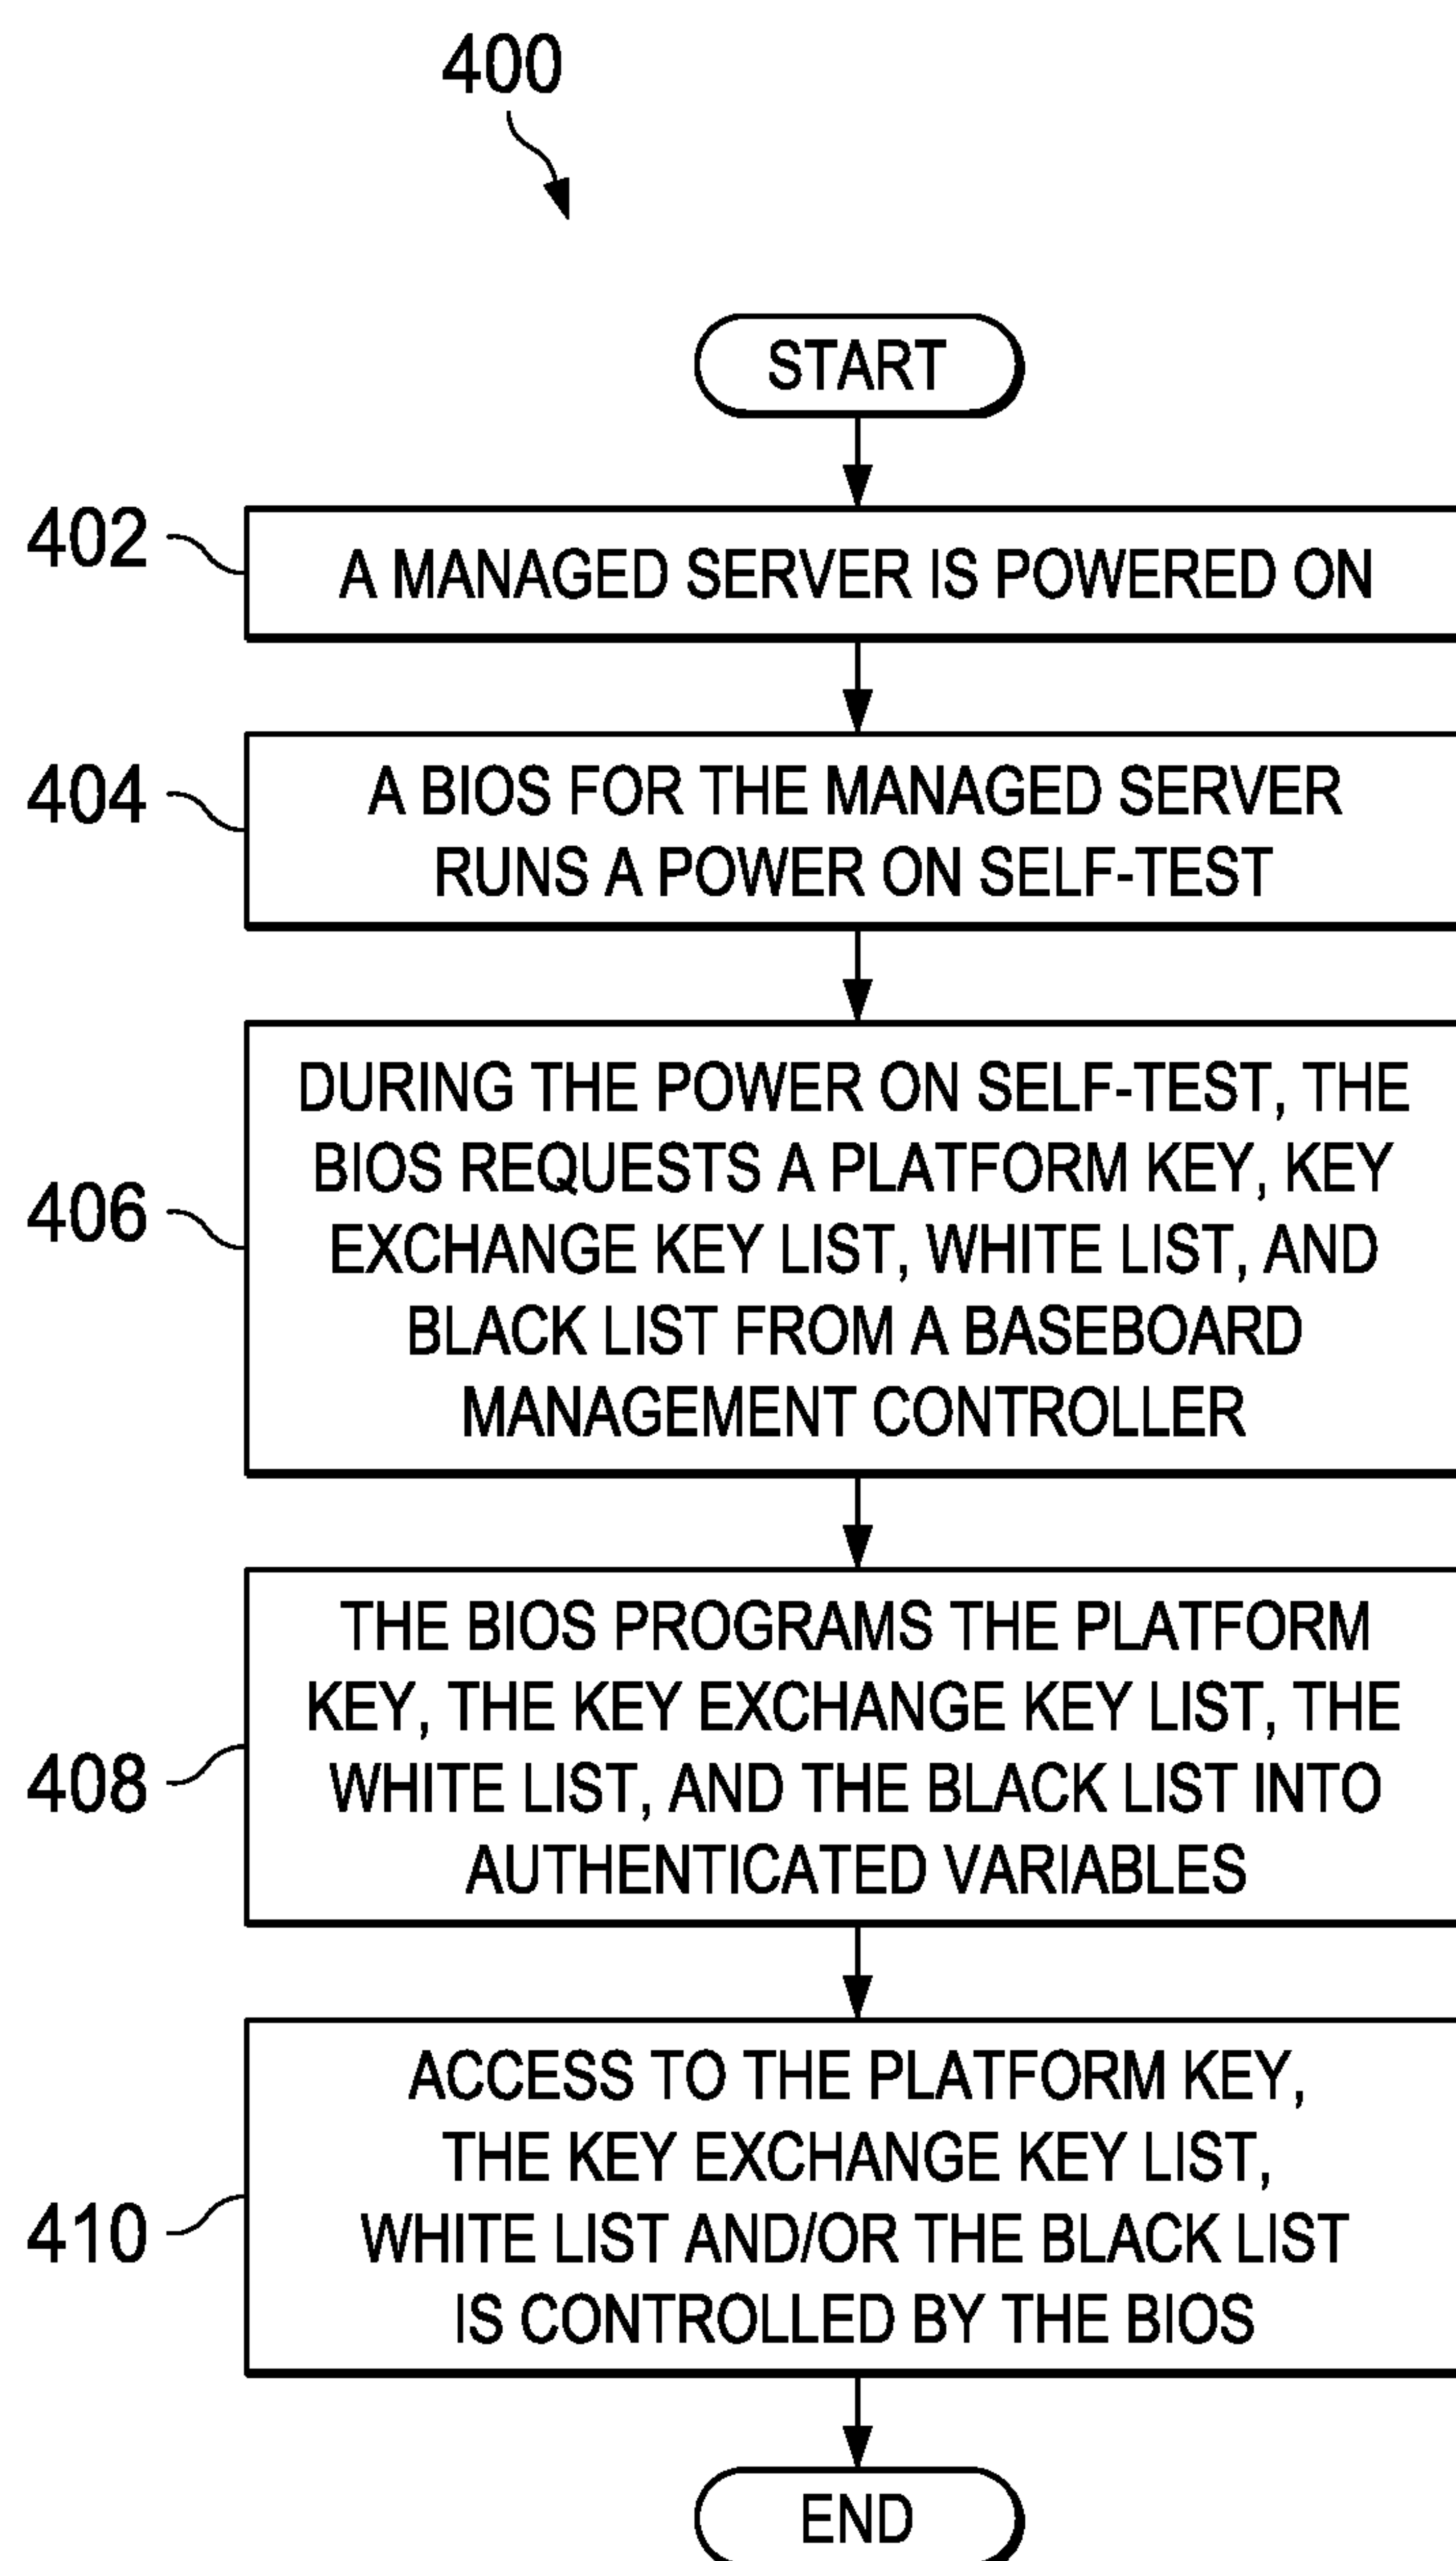 400
START
402
A MANAGED SERVER IS POWERED ON
404
A BIOS FOR THE MANAGED SERVER
RUNS A POWER ON SELF-TEST
406
DURING THE POWER ON SELF-TEST, THE
BIOS REQUESTS A PLATFORM KEY, KEY
EXCHANGE KEY LIST, WHITE LIST, AND
BLACK LIST FROM A BASEBOARD
MANAGEMENT CONTROLLER
408
THE BIOS PROGRAMS THE PLATFORM
KEY, THE KEY EXCHANGE KEY LIST, THE
WHITE LIST, AND THE BLACK LIST INTO
AUTHENTICATED VARIABLES
410
ACCESS TO THE PLATFORM KEY,
THE KEY EXCHANGE KEY LIST,
WHITE LIST AND/OR THE BLACK LIST
IS CONTROLLED BY THE BIOS
END